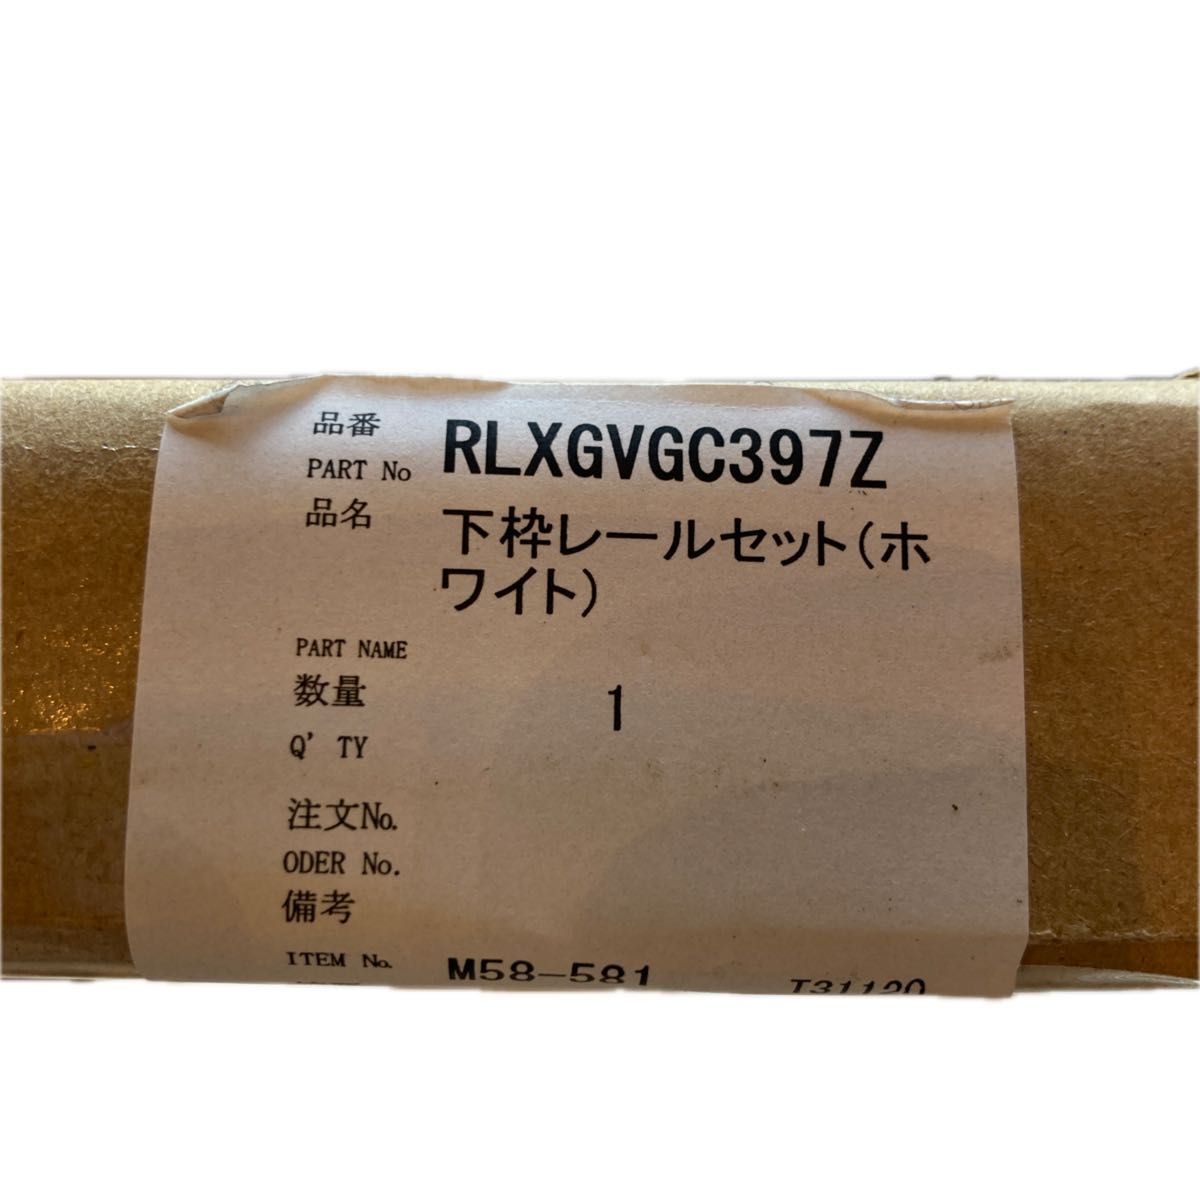 品番
PART No RLXGVGC397Z
品名 下枠レールセット(ホ
ワイト)
PART NAME
数量 1
Q' TY
注文No.
ODER No.
備考
ITEM No. M58-581 T31120